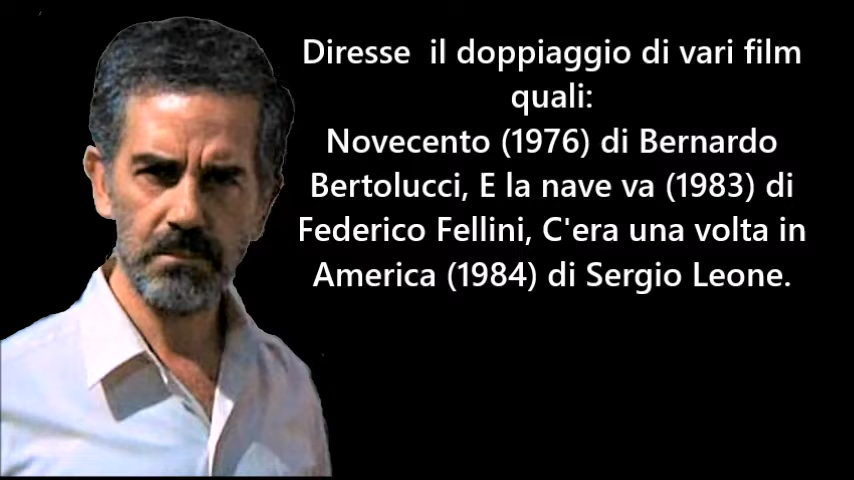 Diresse  il doppiaggio di vari film
quali:
Novecento (1976) di Bernardo
Bertolucci, E la nave va (1983) di
Federico Fellini, C'era una volta in
America (1984) di Sergio Leone.